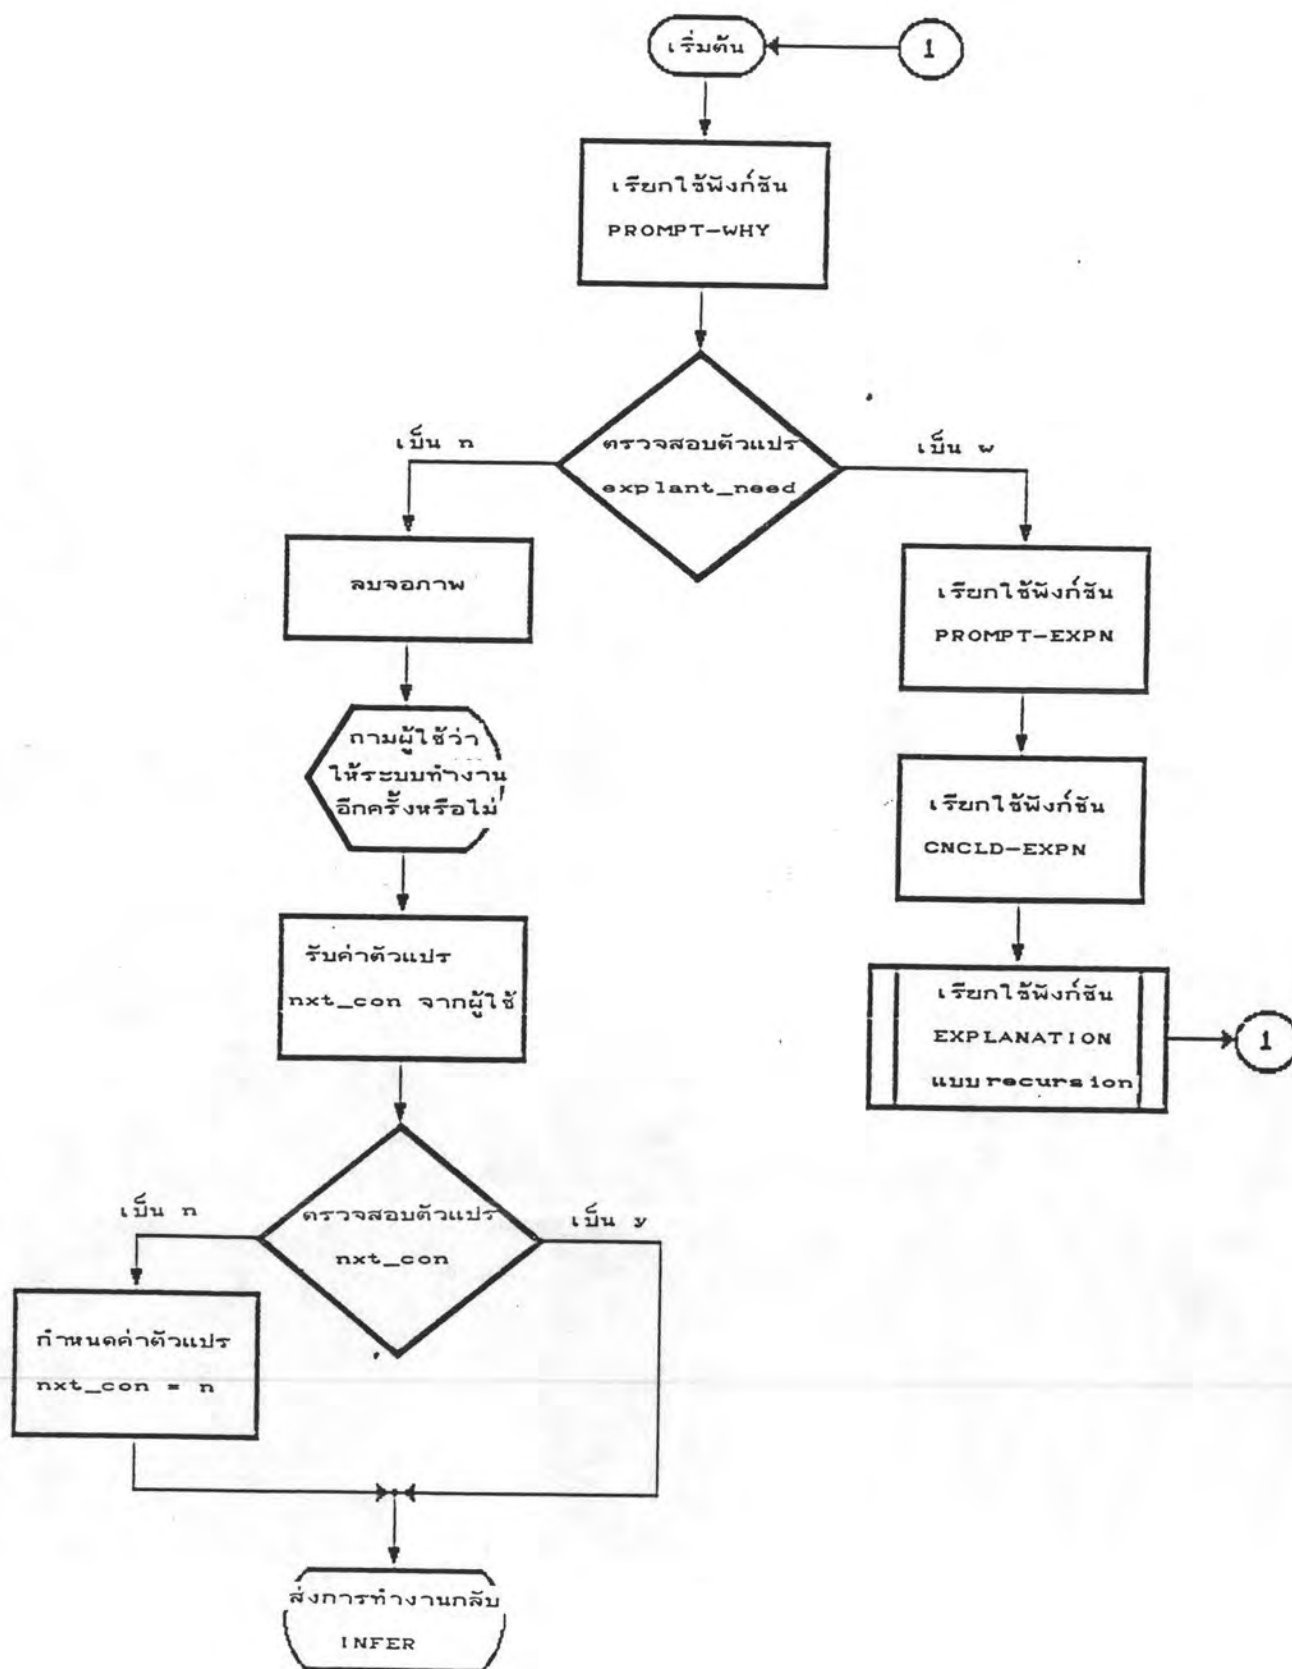 เริ่มต้น
1
เรียกใช้ฟังก์ชัน
PROMPT-WHY
เป็น n
ตรวจสอบตัวแปร
explant_need
เป็น w
ลบจอภาพ
เรียกใช้ฟังก์ชัน
PROMPT-EXPN
ถามผู้ใช้ว่า
ให้ระบบทำงาน
อีกครั้งหรือไม่
เรียกใช้ฟังก์ชัน
CNCLD-EXPN
รับค่าตัวแปร
nxt_con จากผู้ใช้
เรียกใช้ฟังก์ชัน
EXPLANATION
แบบ recursion
1
เป็น n
ตรวจสอบตัวแปร
nxt_con
เป็น y
กำหนดค่าตัวแปร
nxt_con = n
ส่งการทำงานกลับ
INFER